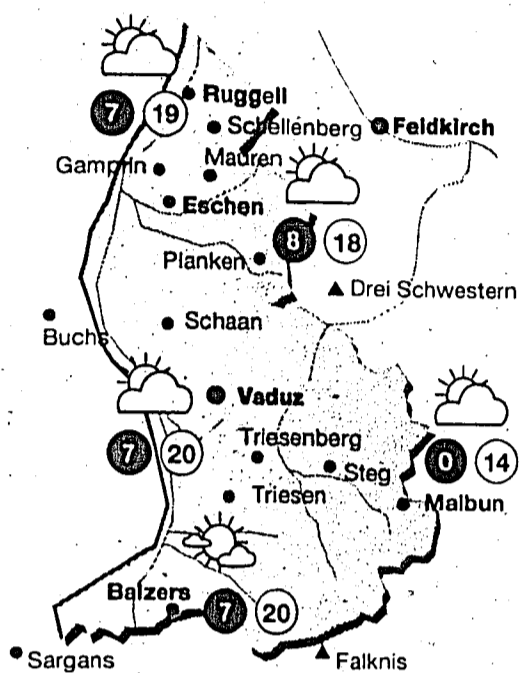 Ruggell
7 19
Schellenberg
Feldkirch
Mauren
Gamprin
Eschen
8 18
Planken
Drei Schwestern
Schaan
Buchs
Vaduz
Triesenberg
7 20
0 14
Steg
Triesen
Malbun
Balzers
7 20
Sargans
Falknis